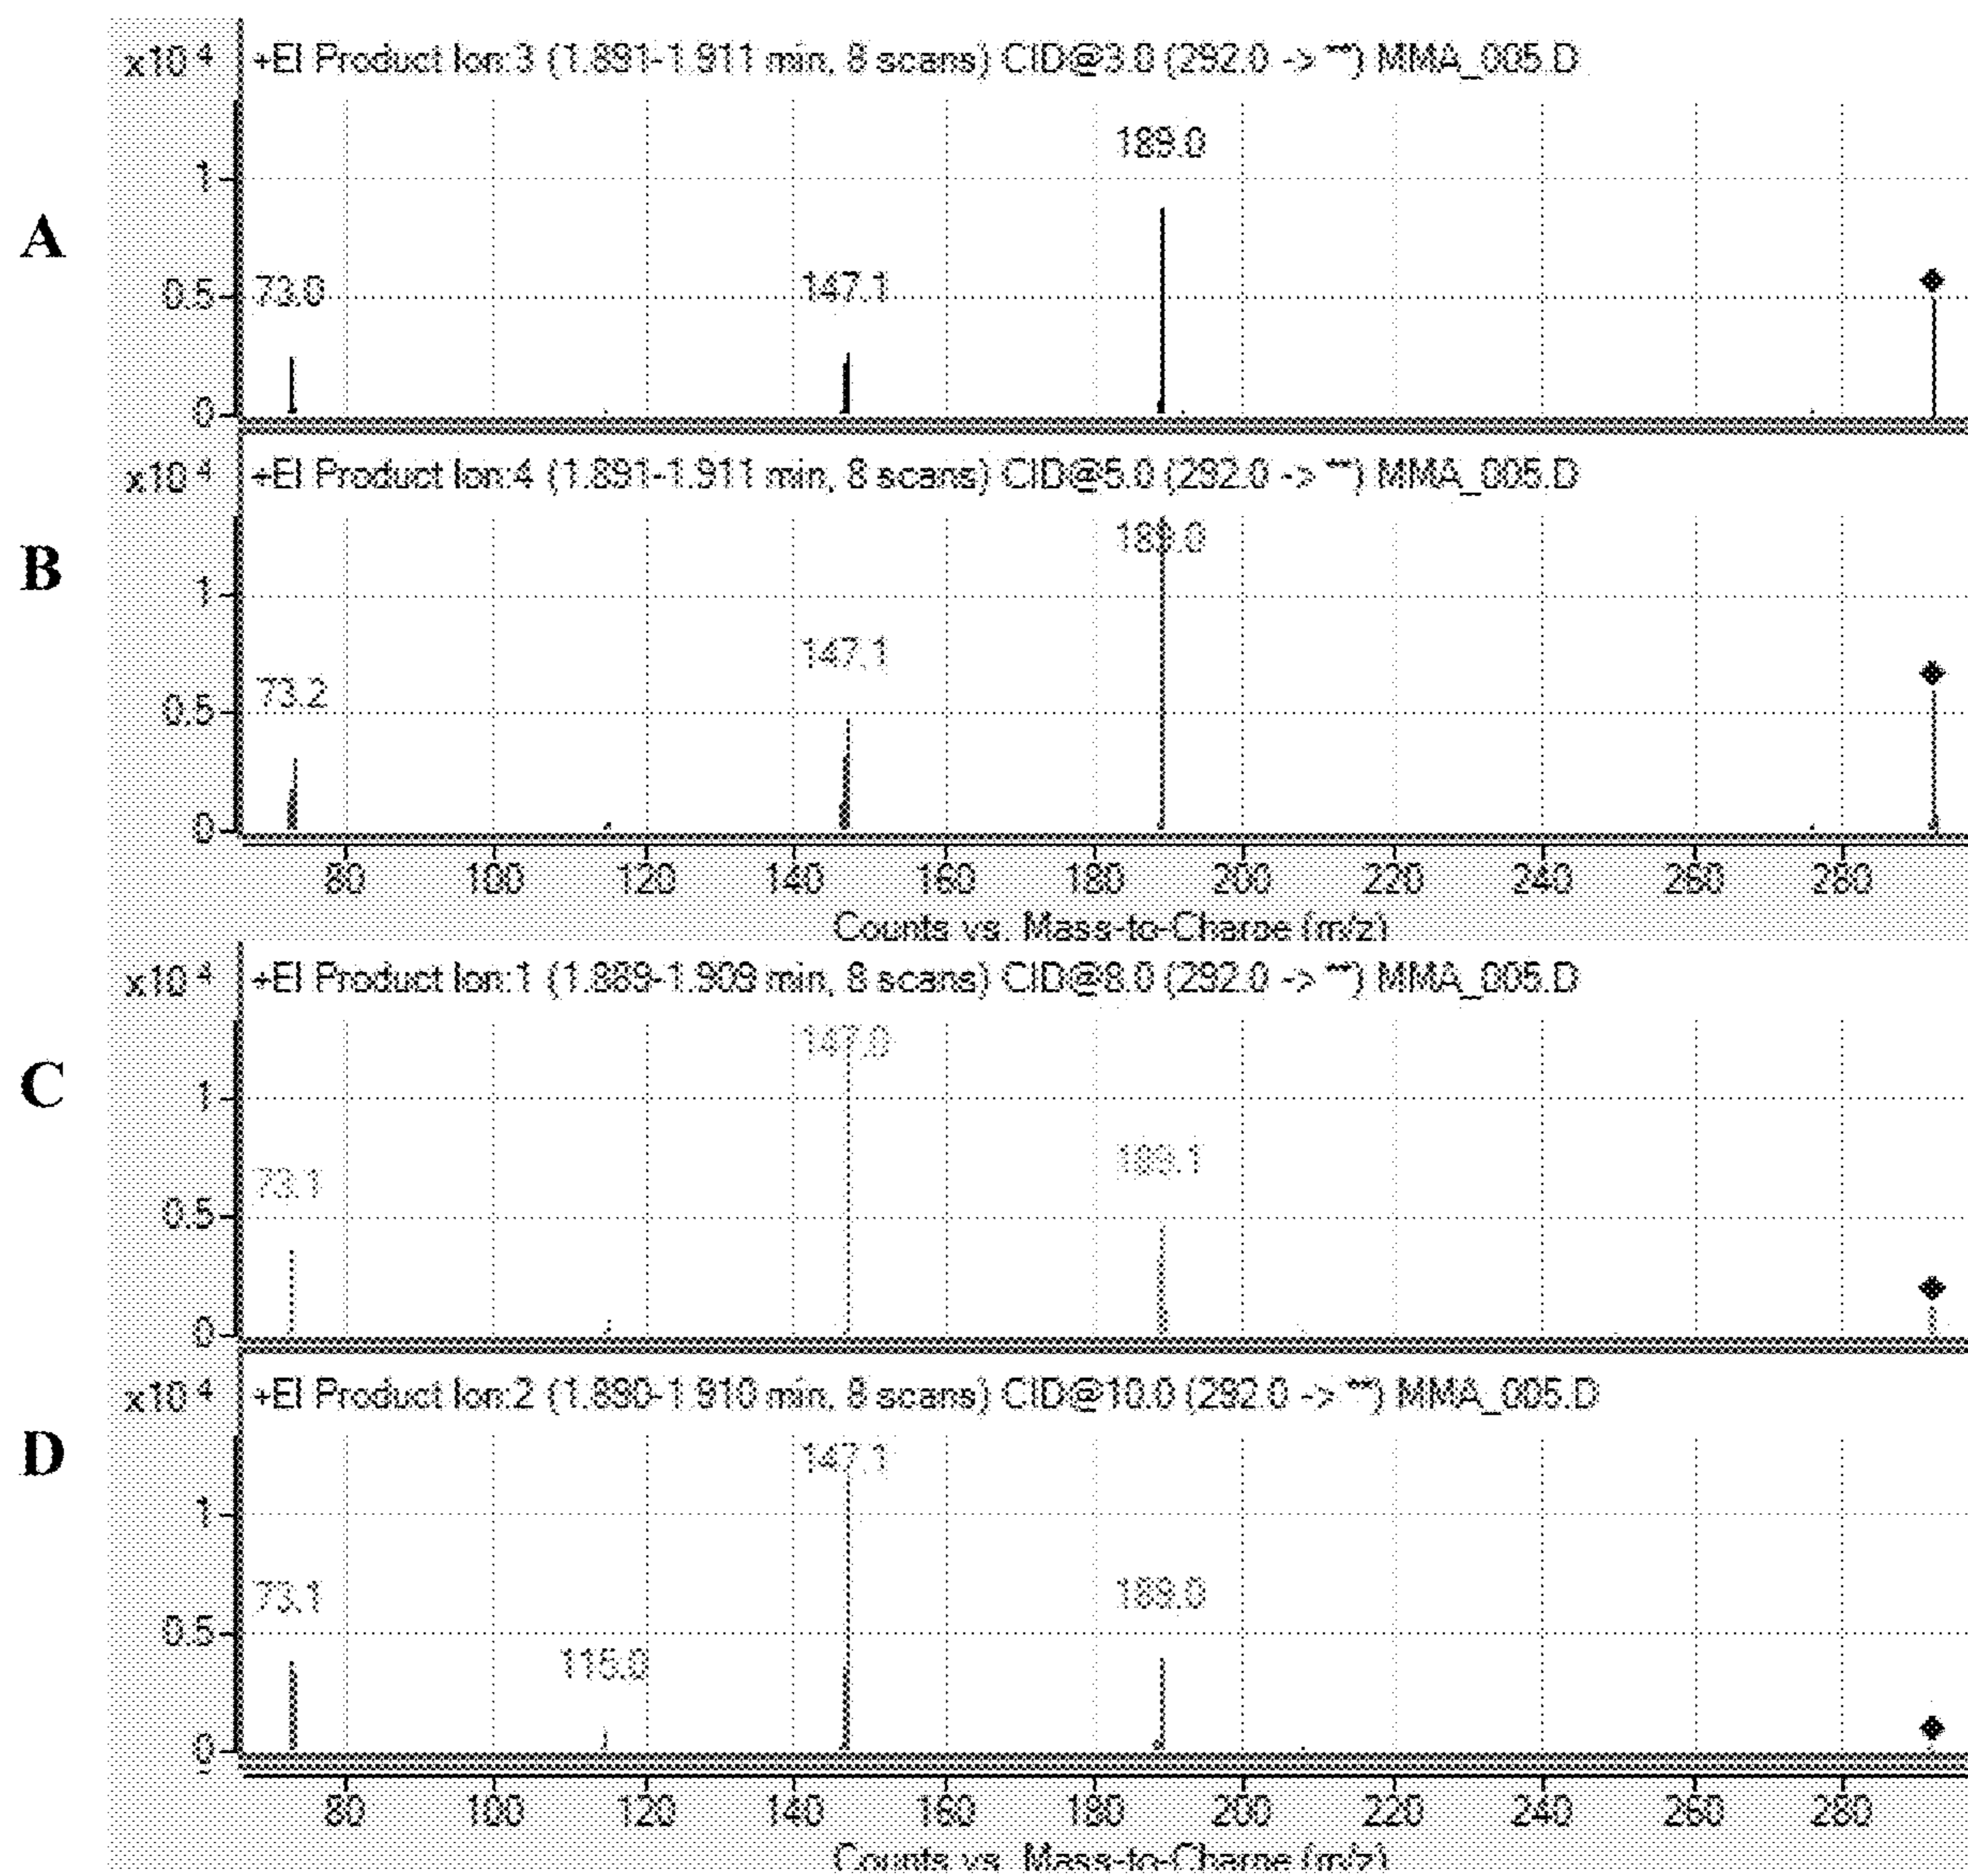 x10 4 +EI Product Ion:3 (1.891-1.911 min, 8 scans) CID@3.0 (292.0 -> **) MMA_005.D
189.0
1
A
73.0
147.1
0.5
0
x10 4 +EI Product Ion:4 (1.891-1.911 min, 8 scans) CID@5.0 (292.0 -> **) MMA_005.D
189.0
B
1
147.1
73.2
0.5
0
80 100 120 140 160 180 200 220 240 260 280
Counts vs. Mass-to-Charge (m/z)
x10 4 +EI Product Ion:1 (1.889-1.909 min, 8 scans) CID@8.0 (292.0 -> **) MMA_005.D
147.0
C
1
189.1
73.1
0.5
0
x10 4 +EI Product Ion:2 (1.890-1.910 min, 8 scans) CID@10.0 (292.0 -> **) MMA_005.D
147.1
D
1
73.1
189.0
0.5
115.0
0
80 100 120 140 160 180 200 220 240 260 280
Counts vs. Mass-to-Charge (m/z)